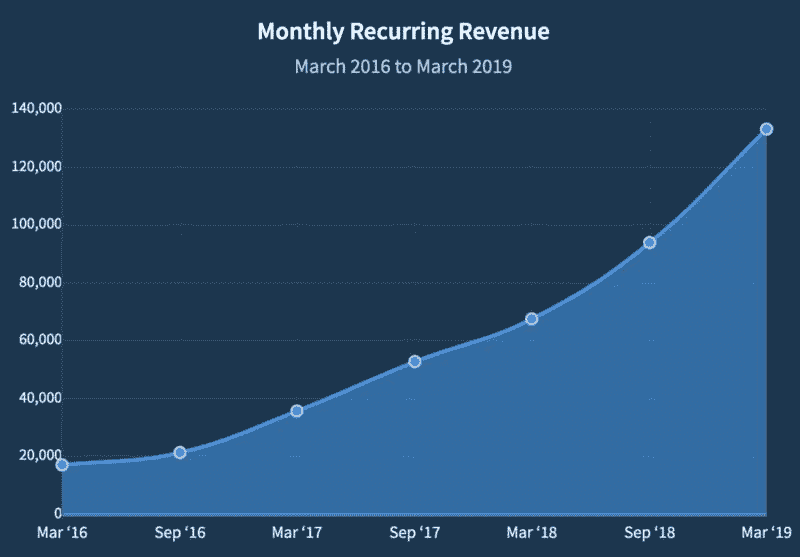 Monthly Recurring Revenue
March 2016 to March 2019
140,000
120,000
100,000
80,000
60,000
40,000
20,000
0
Mar ‘16 Sep ‘16 Mar ‘17 Sep ‘17 Mar ‘18 Sep ‘18 Mar ‘19